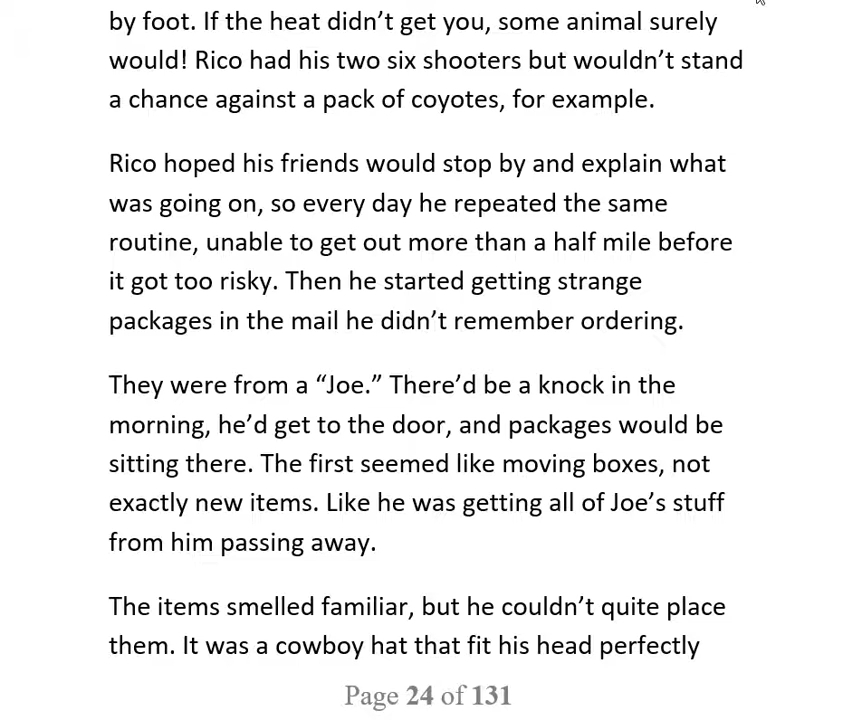 by foot. If the heat didn’t get you, some animal surely
would! Rico had his two six shooters but wouldn’t stand
a chance against a pack of coyotes, for example.
Rico hoped his friends would stop by and explain what
was going on, so every day he repeated the same
routine, unable to get out more than a half mile before
it got too risky. Then he started getting strange
packages in the mail he didn’t remember ordering.
They were from a “Joe.” There’d be a knock in the
morning, he’d get to the door, and packages would be
sitting there. The first seemed like moving boxes, not
exactly new items. Like he was getting all of Joe’s stuff
from him passing away.
The items smelled familiar, but he couldn’t quite place
them. It was a cowboy hat that fit his head perfectly
Page 24 of 131